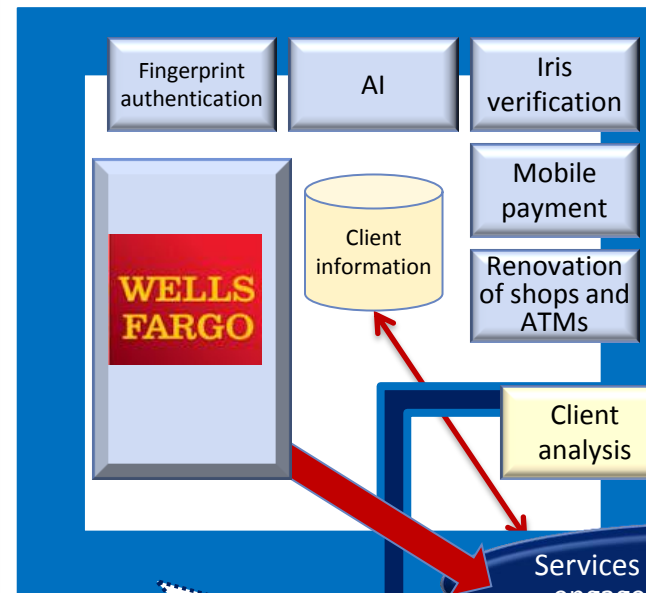 Fingerprint
authentication
AI
Iris
verification
Mobile
payment
Client
information
Renovation
of shops and
ATMs
WELLS
FARGO
Client
analysis
Services